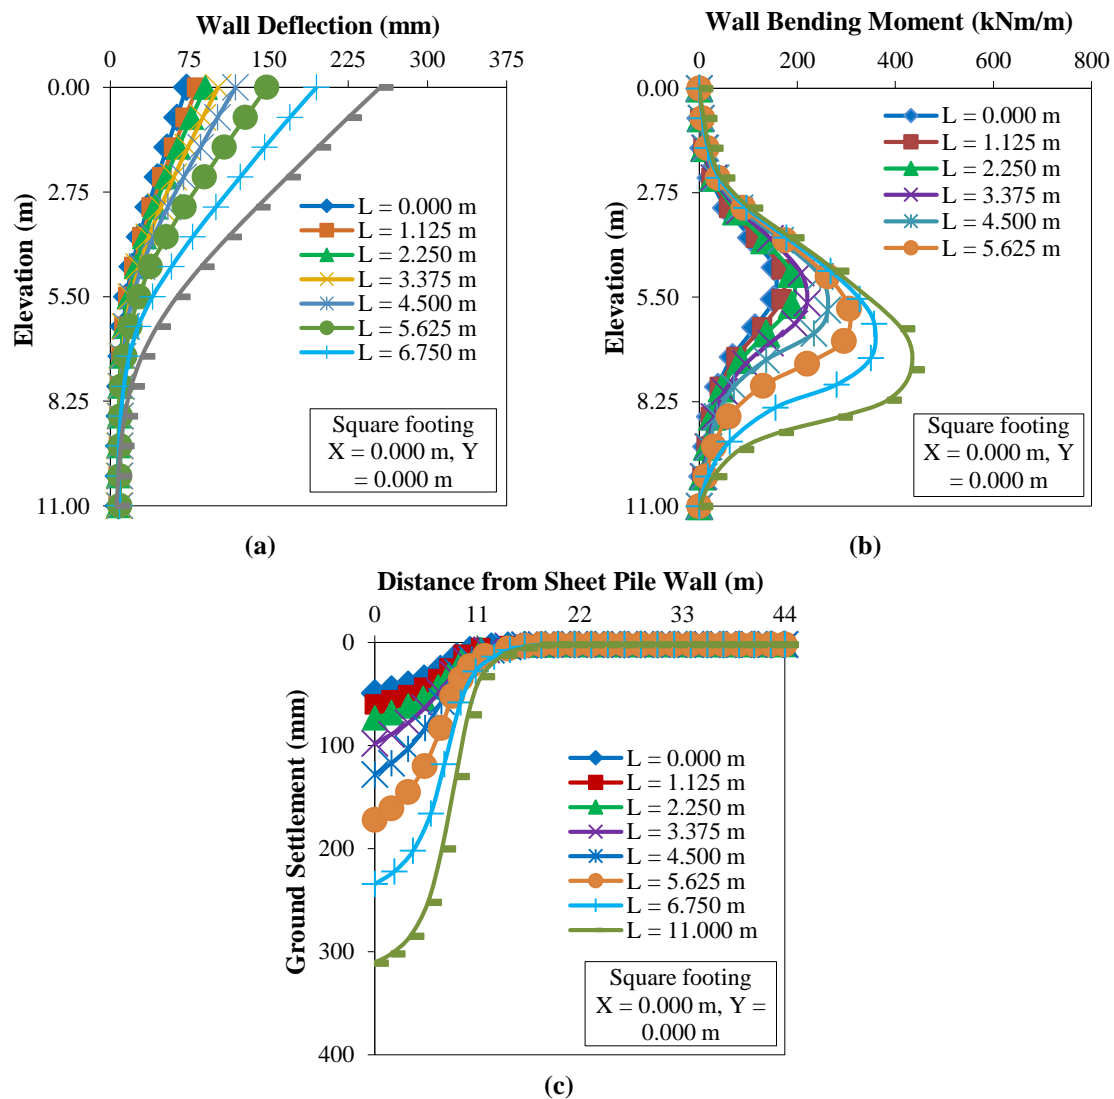 Wall Deflection (mm)
0 75 150 225 300 375
Elevation (m)
0.00
2.75
5.50
8.25
11.00
L = 0.000 m
L = 1.125 m
L = 2.250 m
L = 3.375 m
L = 4.500 m
L = 5.625 m
L = 6.750 m
Square footing
X = 0.000 m, Y
= 0.000 m
(a)
Wall Bending Moment (kNm/m)
0 200 400 600 800
Elevation (m)
0.00
2.75
5.50
8.25
11.00
L = 0.000 m
L = 1.125 m
L = 2.250 m
L = 3.375 m
L = 4.500 m
L = 5.625 m
Square footing
X = 0.000 m, Y
= 0.000 m
(b)
Distance from Sheet Pile Wall (m)
0 11 22 33 44
Ground Settlement (mm)
0
100
200
300
400
L = 0.000 m
L = 1.125 m
L = 2.250 m
L = 3.375 m
L = 4.500 m
L = 5.625 m
L = 6.750 m
L = 11.000 m
Square footing
X = 0.000 m, Y =
0.000 m
(c)